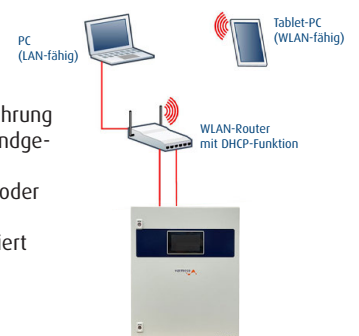 PC
(LAN-fähig)
Tablet-PC
(WLAN-fähig)
hrung
ndge-
oder
iert
WLAN-Router
mit DHCP-Funktion